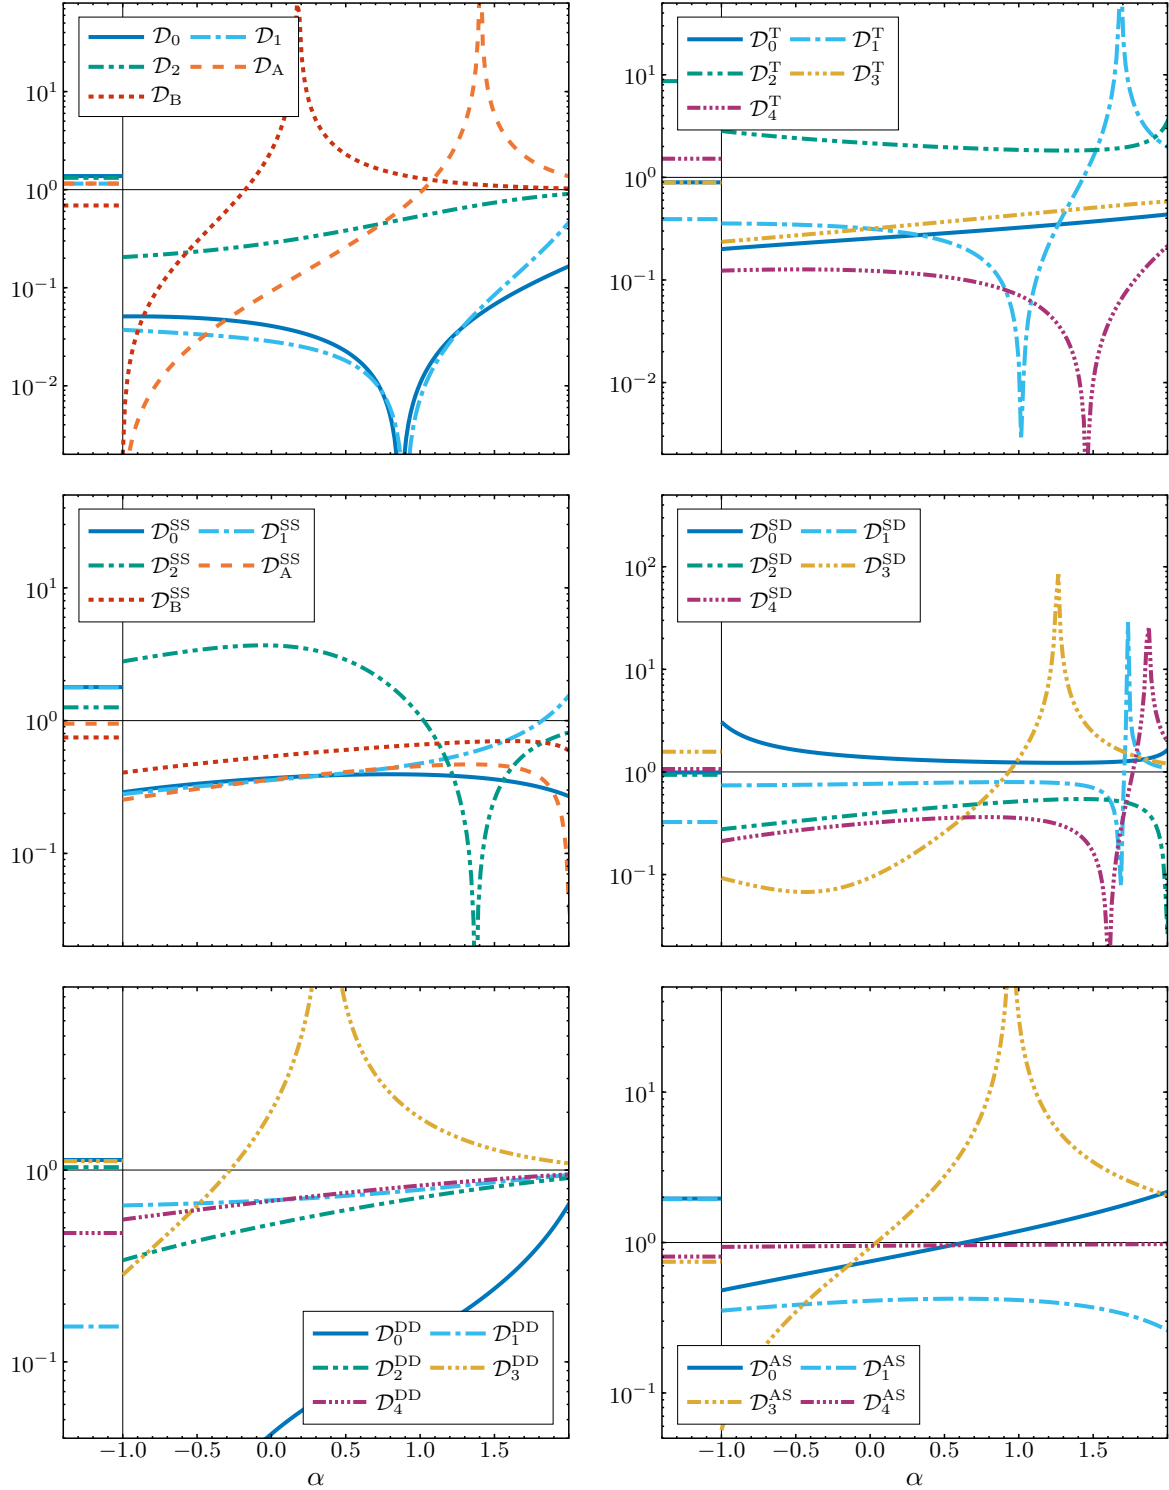 𝒟₀ 𝒟₁
𝒟₂ 𝒟_A
𝒟_B
10¹
10⁰
10⁻¹
10⁻²
𝒟₀ᵀ 𝒟₁ᵀ
𝒟₂ᵀ 𝒟₃ᵀ
𝒟₄ᵀ
10¹
10⁰
10⁻¹
10⁻²
𝒟₀^SS 𝒟₁^SS
𝒟₂^SS 𝒟_A^SS
𝒟_B^SS
10¹
10⁰
10⁻¹
𝒟₀^SD 𝒟₁^SD
𝒟₂^SD 𝒟₃^SD
𝒟₄^SD
10²
10¹
10⁰
10⁻¹
10⁰
10⁻¹
𝒟₀^DD 𝒟₁^DD
𝒟₂^DD 𝒟₃^DD
𝒟₄^DD
−1.0 −0.5 0.0 0.5 1.0 1.5
α
10¹
10⁰
10⁻¹
𝒟₀^AS 𝒟₁^AS
𝒟₃^AS 𝒟₄^AS
−1.0 −0.5 0.0 0.5 1.0 1.5
α